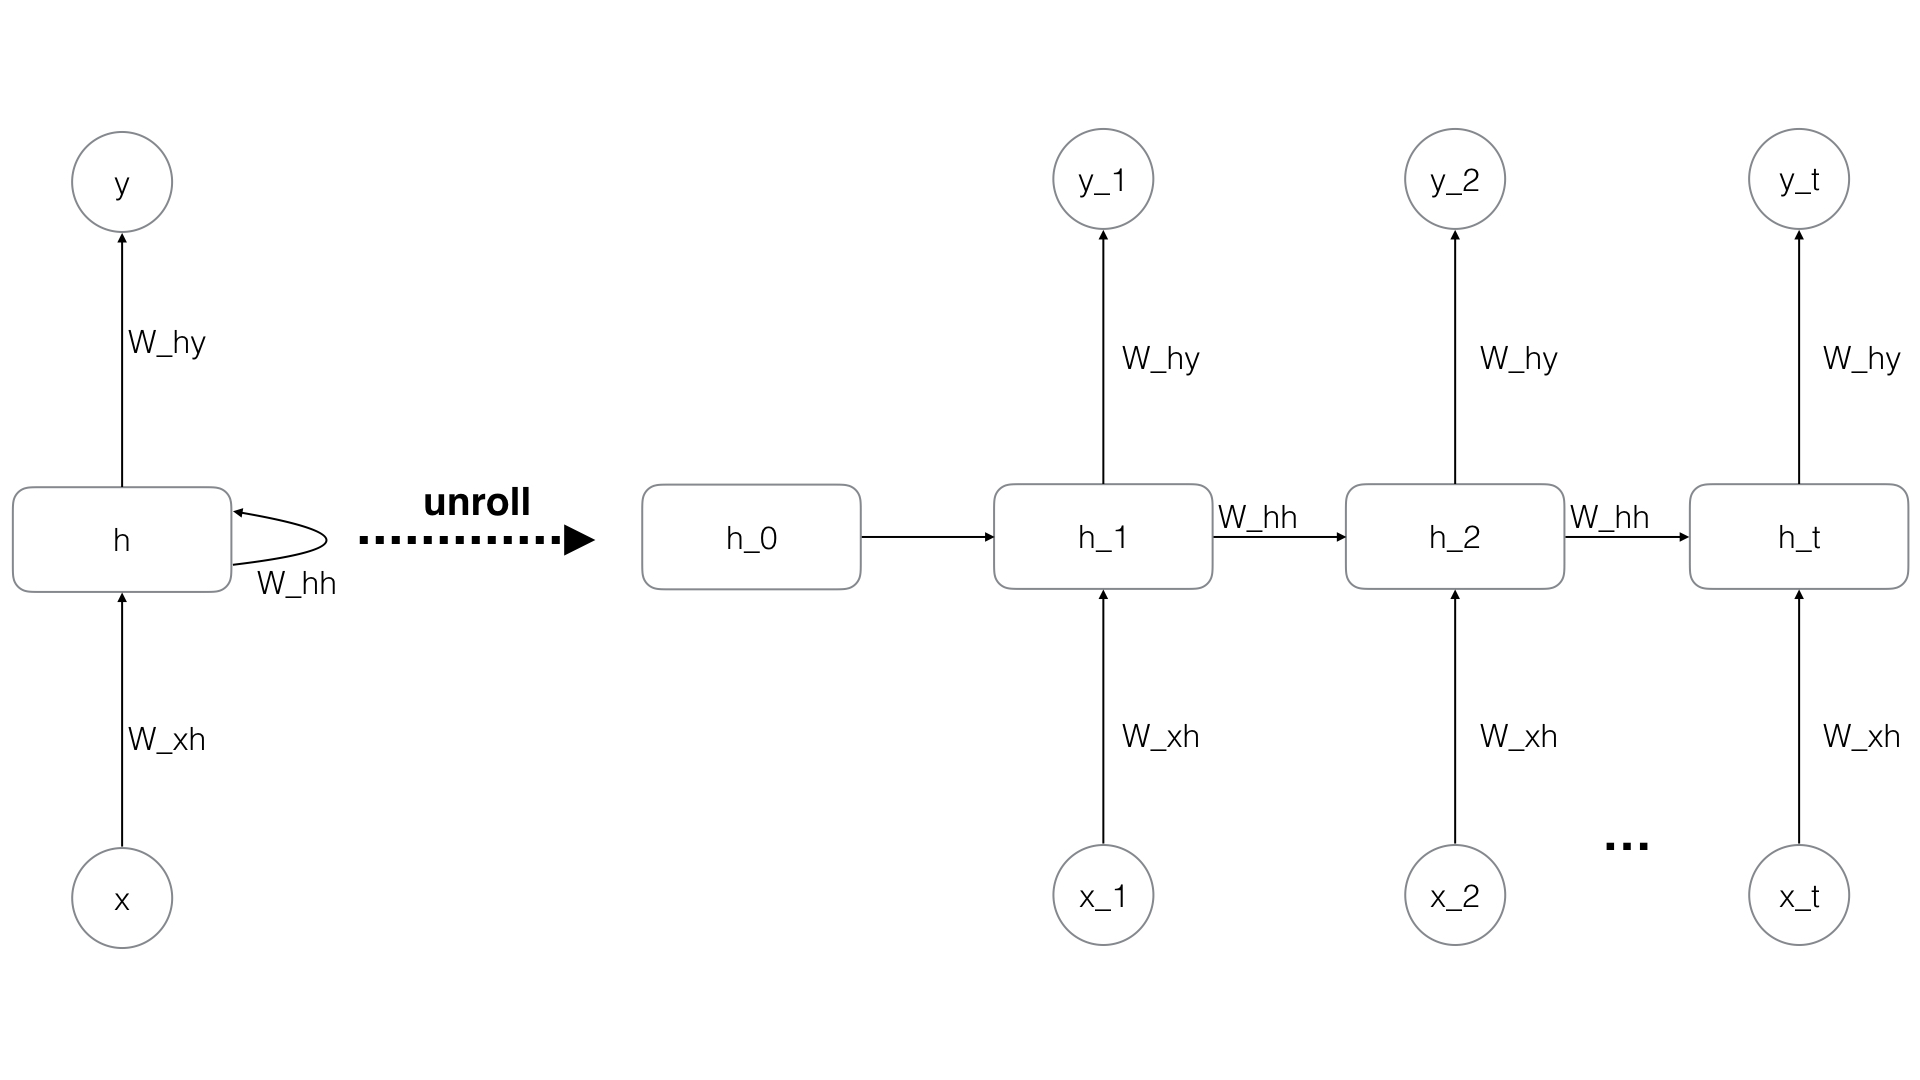 y
y_1
y_2
y_t
W_hy
W_hy
W_hy
W_hy
unroll
h
W_hh
h_0
h_1
W_hh
h_2
W_hh
h_t
W_xh
W_xh
W_xh
W_xh
...
x
x_1
x_2
x_t